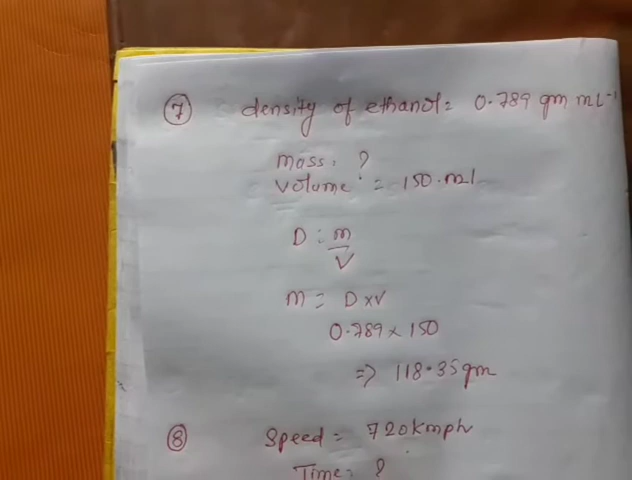 ⑦ density of ethanol = 0.789 gm mL⁻¹
mass : ?
volume = 150 ml
D : m
V
m = D×V
0.789 × 150
=> 118.35 gm
⑧ Speed = 720 kmph
Time = ?